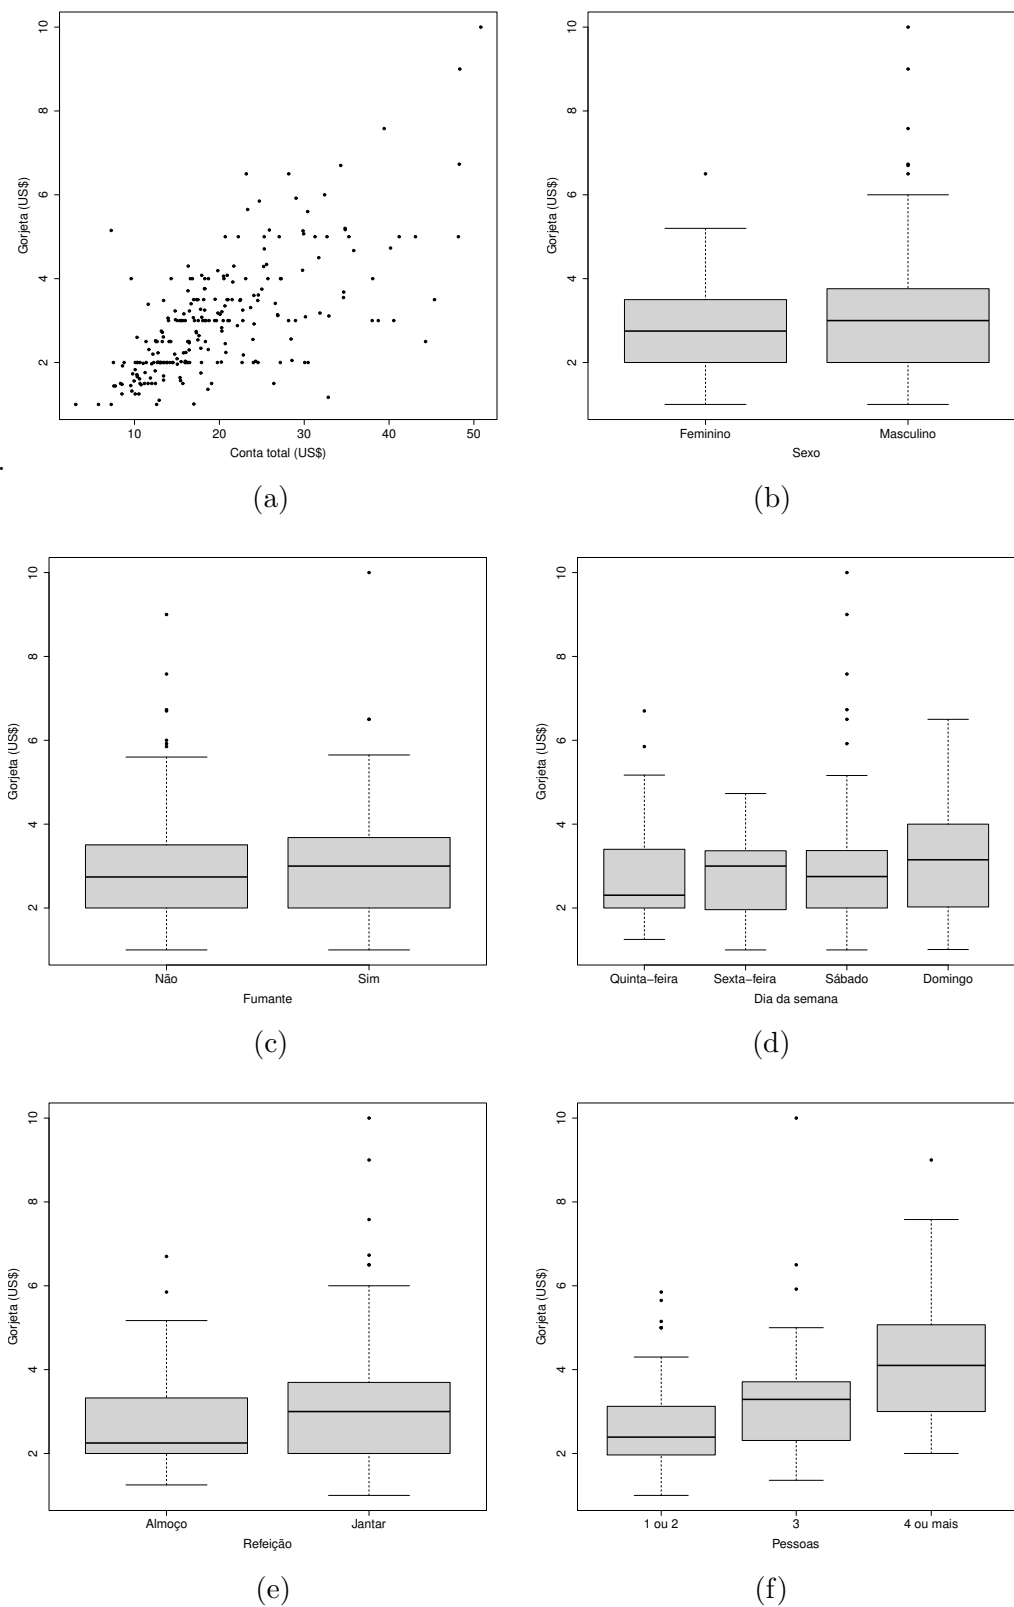 Gorjeta (US$)
10
8
6
4
2
10 20 30 40 50
Conta total (US$)
(a)
Gorjeta (US$)
10
8
6
4
2
Feminino Masculino
Sexo
(b)
Gorjeta (US$)
10
8
6
4
2
Não Sim
Fumante
(c)
Gorjeta (US$)
10
8
6
4
2
Quinta−feira Sexta−feira Sábado Domingo
Dia da semana
(d)
Gorjeta (US$)
10
8
6
4
2
Almoço Jantar
Refeição
(e)
Gorjeta (US$)
10
8
6
4
2
1 ou 2 3 4 ou mais
Pessoas
(f)